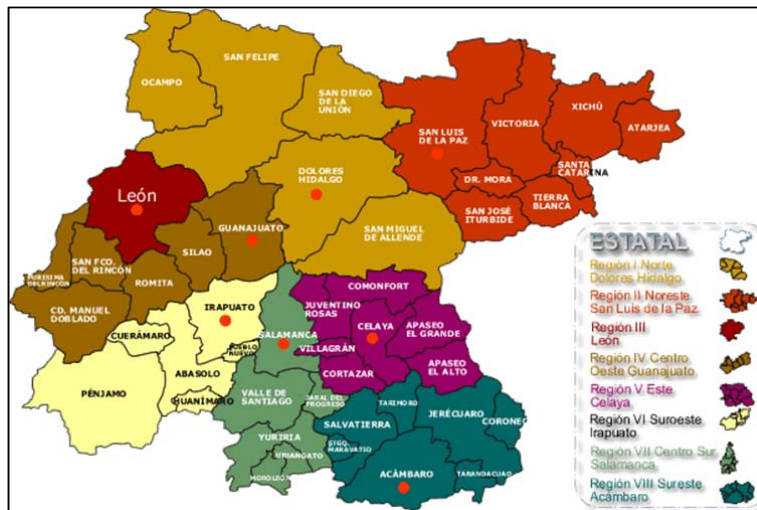 SAN FELIPE
OCAMPO
SAN DIEGO
DE LA
UNIÓN
XICHÚ
VICTORIA
ATARJEA
SAN LUIS
DE LA PAZ
SANTA
CATARINA
DR. MORA
DOLORES
HIDALGO
TIERRA
BLANCA
León
SAN JOSÉ
ITURBIDE
GUANAJUATO
SAN MIGUEL
DE ALLENDE
SILAO
SAN FCO.
DEL RINCÓN
PURISIMA
DEL RINCÓN
ROMITA
COMONFORT
CD. MANUEL
DOBLADO
IRAPUATO
JUVENTINO
ROSAS
CUERÁMARO
SALAMANCA
CELAYA
APASEO
EL GRANDE
PUEBLO
NUEVO
VILLAGRÁN
ABASOLO
CORTAZAR
APASEO
EL ALTO
PÉNJAMO
HUANÍMARO
VALLE DE
SANTIAGO
JARAL DEL
PROGRESO
TARIMORO
JERÉCUARO
SALVATIERRA
CORONEO
YURIRIA
STGO.
MARAVATIO
URIANGATO
MOROLEÓN
ACÁMBARO
TARANDACUAO
ESTATAL
Región I Norte
Dolores Hidalgo
Región II Noreste
San Luis de la Paz
Región III
León
Región IV Centro
Oeste Guanajuato
Región V Este
Celaya
Región VI Suroeste
Irapuato
Región VII Centro Sur
Salamanca
Región VIII Sureste
Acámbaro